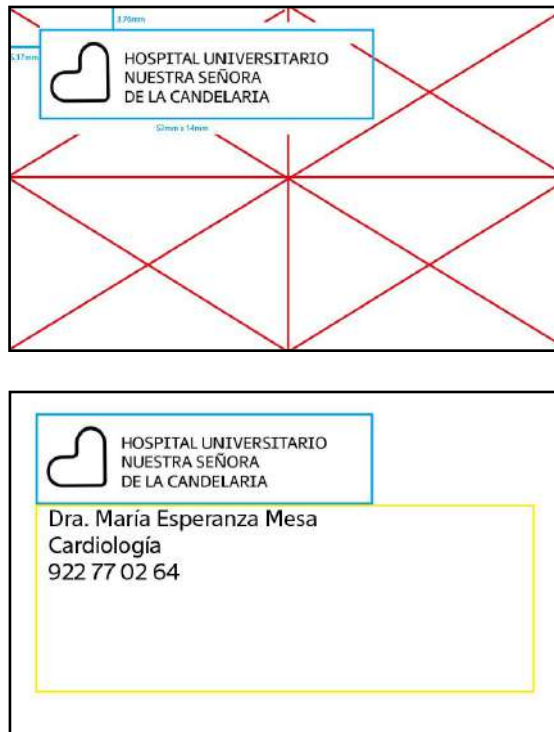 3.76mm
5.37mm
HOSPITAL UNIVERSITARIO
NUESTRA SEÑORA
DE LA CANDELARIA
52mm x 14mm
HOSPITAL UNIVERSITARIO
NUESTRA SEÑORA
DE LA CANDELARIA
Dra. María Esperanza Mesa
Cardiología
922 77 02 64